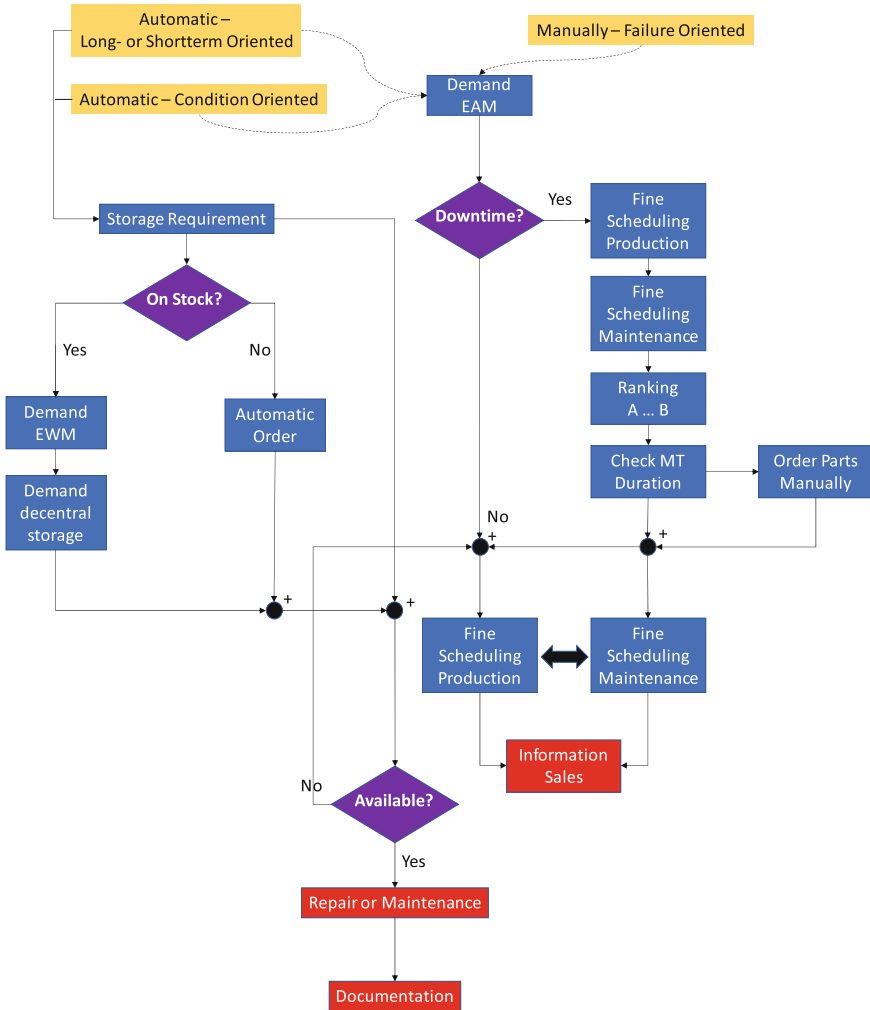 Automatic –
Long- or Shortterm Oriented
Manually – Failure Oriented
Automatic – Condition Oriented
Demand
EAM
Downtime?
Yes
Fine
Scheduling
Production
Storage Requirement
Fine
Scheduling
Maintenance
On Stock?
Yes
No
Ranking
A ... B
Demand
EWM
Automatic
Order
Check MT
Duration
Order Parts
Manually
Demand
decentral
storage
No
+
+
+
+
Fine
Scheduling
Production
Fine
Scheduling
Maintenance
Information
Sales
No
Available?
Yes
Repair or Maintenance
Documentation